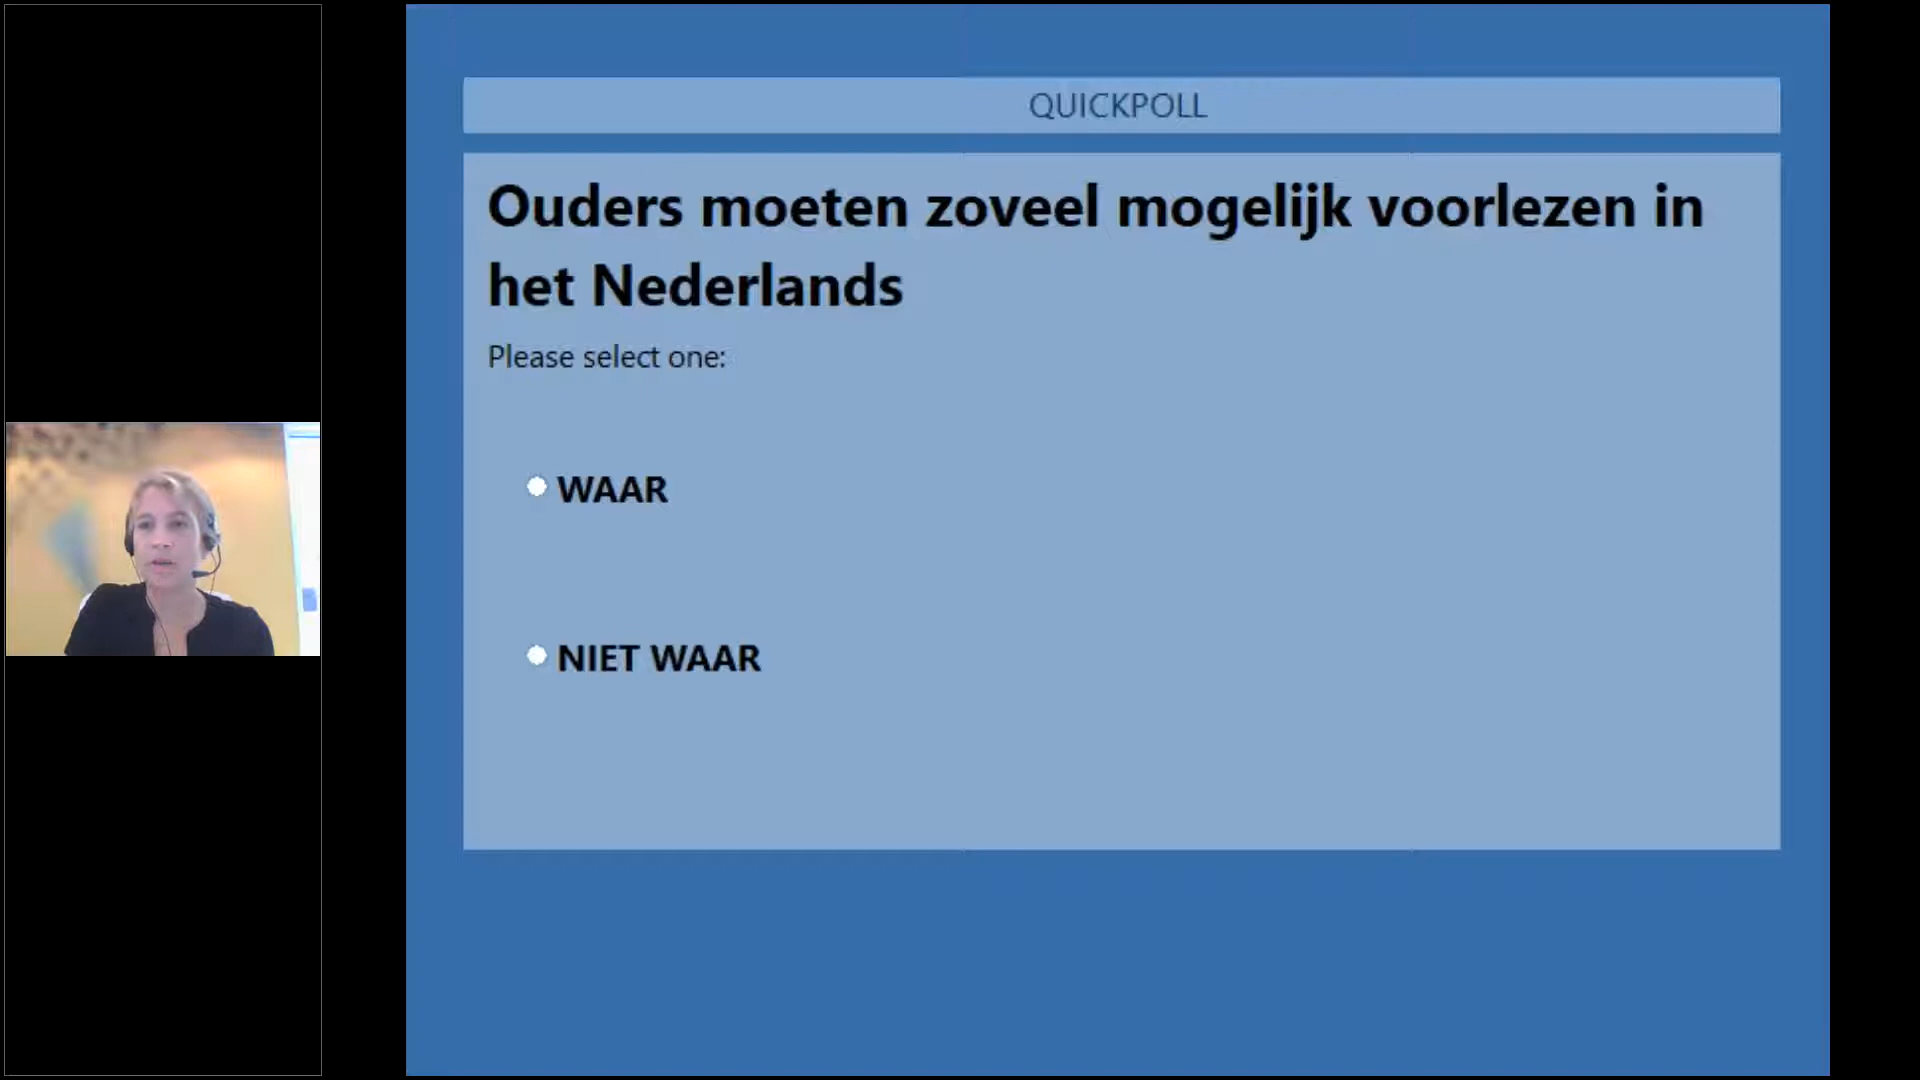 QUICKPOLL
Ouders moeten zoveel mogelijk voorlezen in
het Nederlands
Please select one:
WAAR
NIET WAAR